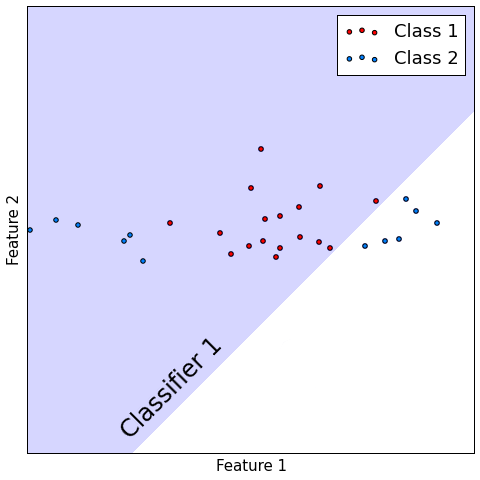 Class 1
Class 2
Feature 2
Classifier 1
Feature 1